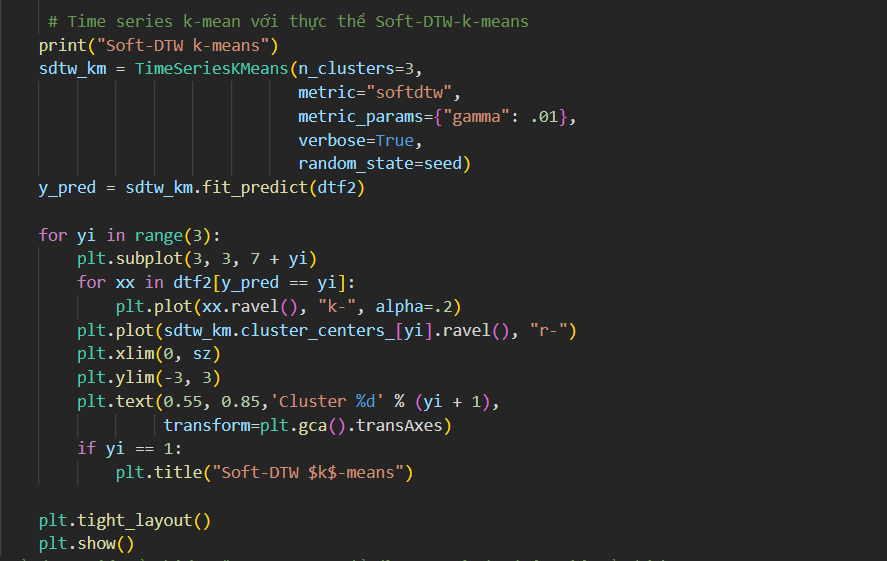 # Time series k-mean với thực thể Soft-DTW-k-means
print("Soft-DTW k-means")
sdtw_km = TimeSeriesKMeans(n_clusters=3,
metric="softdtw",
metric_params={"gamma": .01},
verbose=True,
random_state=seed)
y_pred = sdtw_km.fit_predict(dtf2)
for yi in range(3):
plt.subplot(3, 3, 7 + yi)
for xx in dtf2[y_pred == yi]:
plt.plot(xx.ravel(), "k-", alpha=.2)
plt.plot(sdtw_km.cluster_centers_[yi].ravel(), "r-")
plt.xlim(0, sz)
plt.ylim(-3, 3)
plt.text(0.55, 0.85,'Cluster %d' % (yi + 1),
transform=plt.gca().transAxes)
if yi == 1:
plt.title("Soft-DTW $k$-means")
plt.tight_layout()
plt.show()